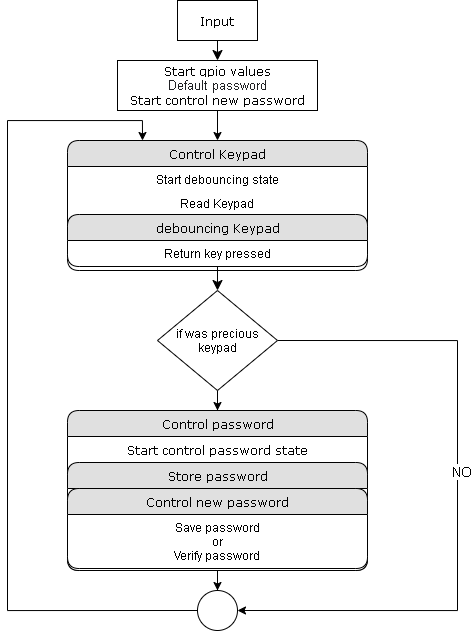 Input
Start gpio values
Default password
Start control new password
Control Keypad
Start debouncing state
Read Keypad
debouncing Keypad
Return key pressed
if was precious
keypad
NO
Control password
Start control password state
Store password
Control new password
Save password
or
Verify password